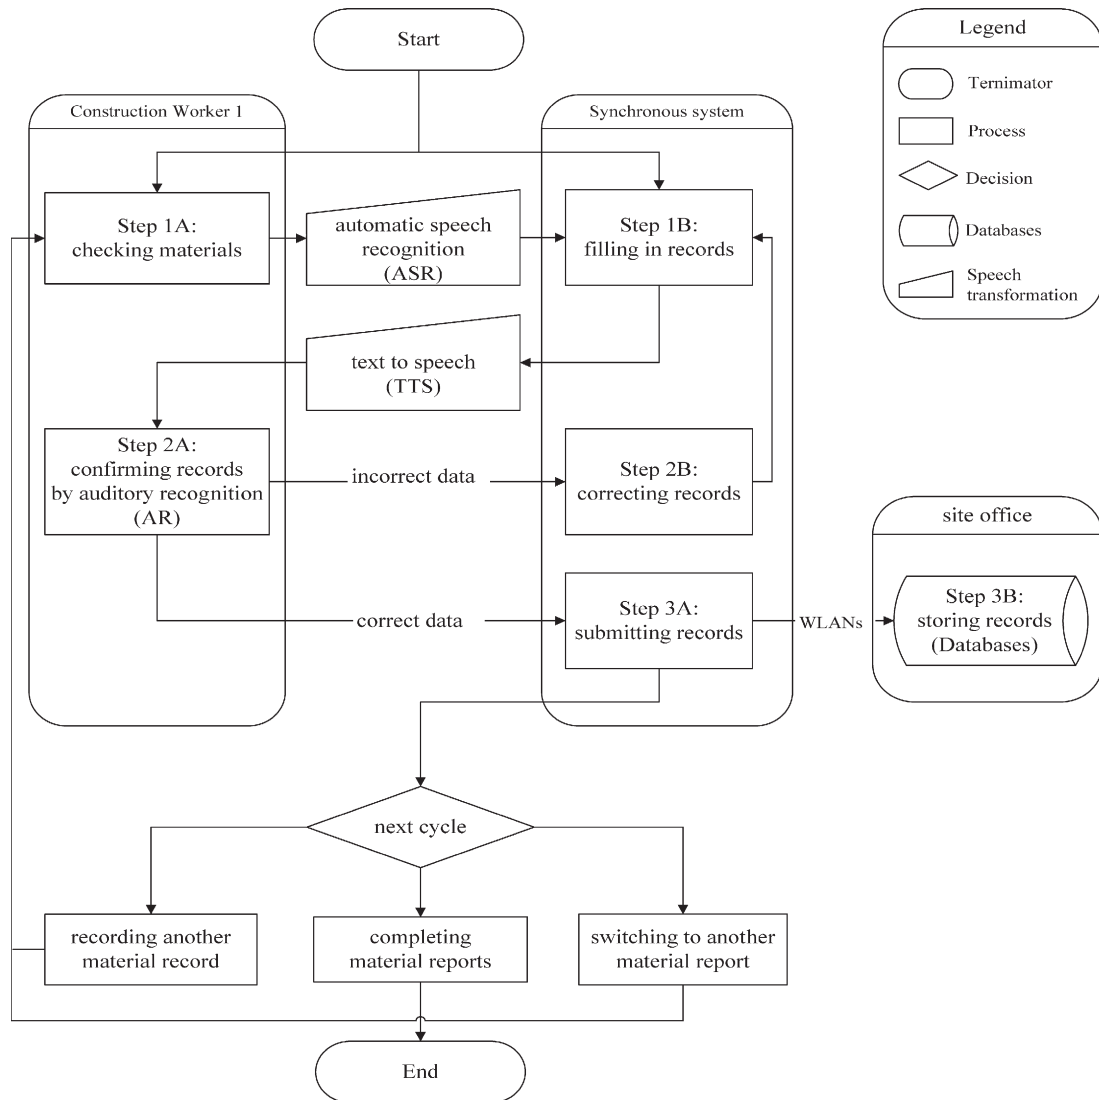 Start
Legend
Ternimator
Process
Decision
Databases
Speech
transformation
Construction Worker 1
Synchronous system
Step 1A:
checking materials
automatic speech
recognition
(ASR)
Step 1B:
filling in records
text to speech
(TTS)
Step 2A:
confirming records
by auditory recognition
(AR)
incorrect data
Step 2B:
correcting records
site office
correct data
Step 3A:
submitting records
WLANs
Step 3B:
storing records
(Databases)
next cycle
recording another
material record
completing
material reports
switching to another
material report
End